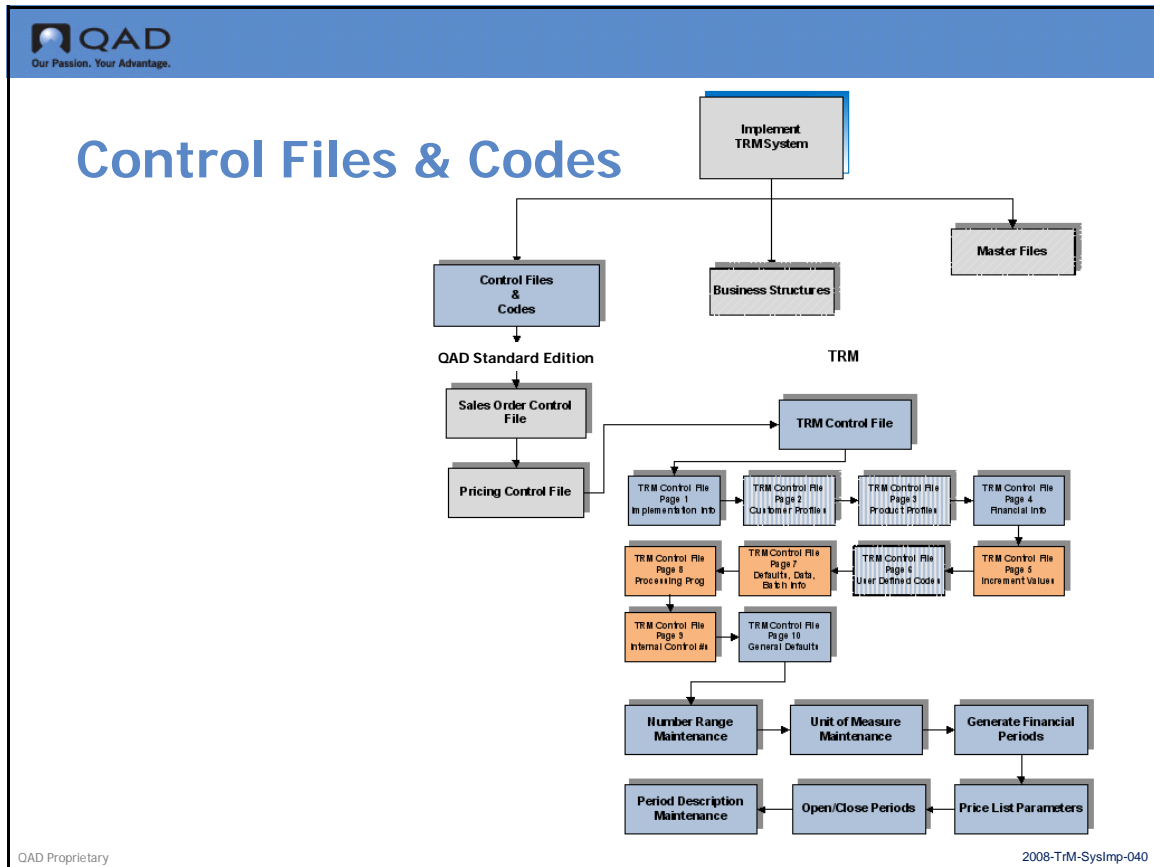 QAD
Our Passion. Your Advantage.
Control Files & Codes
Implement
TRM System
Master Files
Control Files
&
Codes
Business Structures
QAD Standard Edition
TRM
Sales Order Control
File
TRM Control File
Pricing Control File
TRM Control File
Page 1
Implementation Info
TRM Control File
Page 2
Customer Profiles
TRM Control File
Page 3
Product Profiles
TRM Control File
Page 4
Financial Info
TRM Control File
Page 8
Processing Prog
TRM Control File
Page 7
Defaults, Data,
Batch Info
TRM Control File
Page 6
User Defined Codes
TRM Control File
Page 5
Increment Values
TRM Control File
Page 9
Internal Control #s
TRM Control File
Page 10
General Defaults
Number Range
Maintenance
Unit of Measure
Maintenance
Generate Financial
Periods
Period Description
Maintenance
Open/Close Periods
Price List Parameters
QAD Proprietary
2008-TrM-SysImp-040